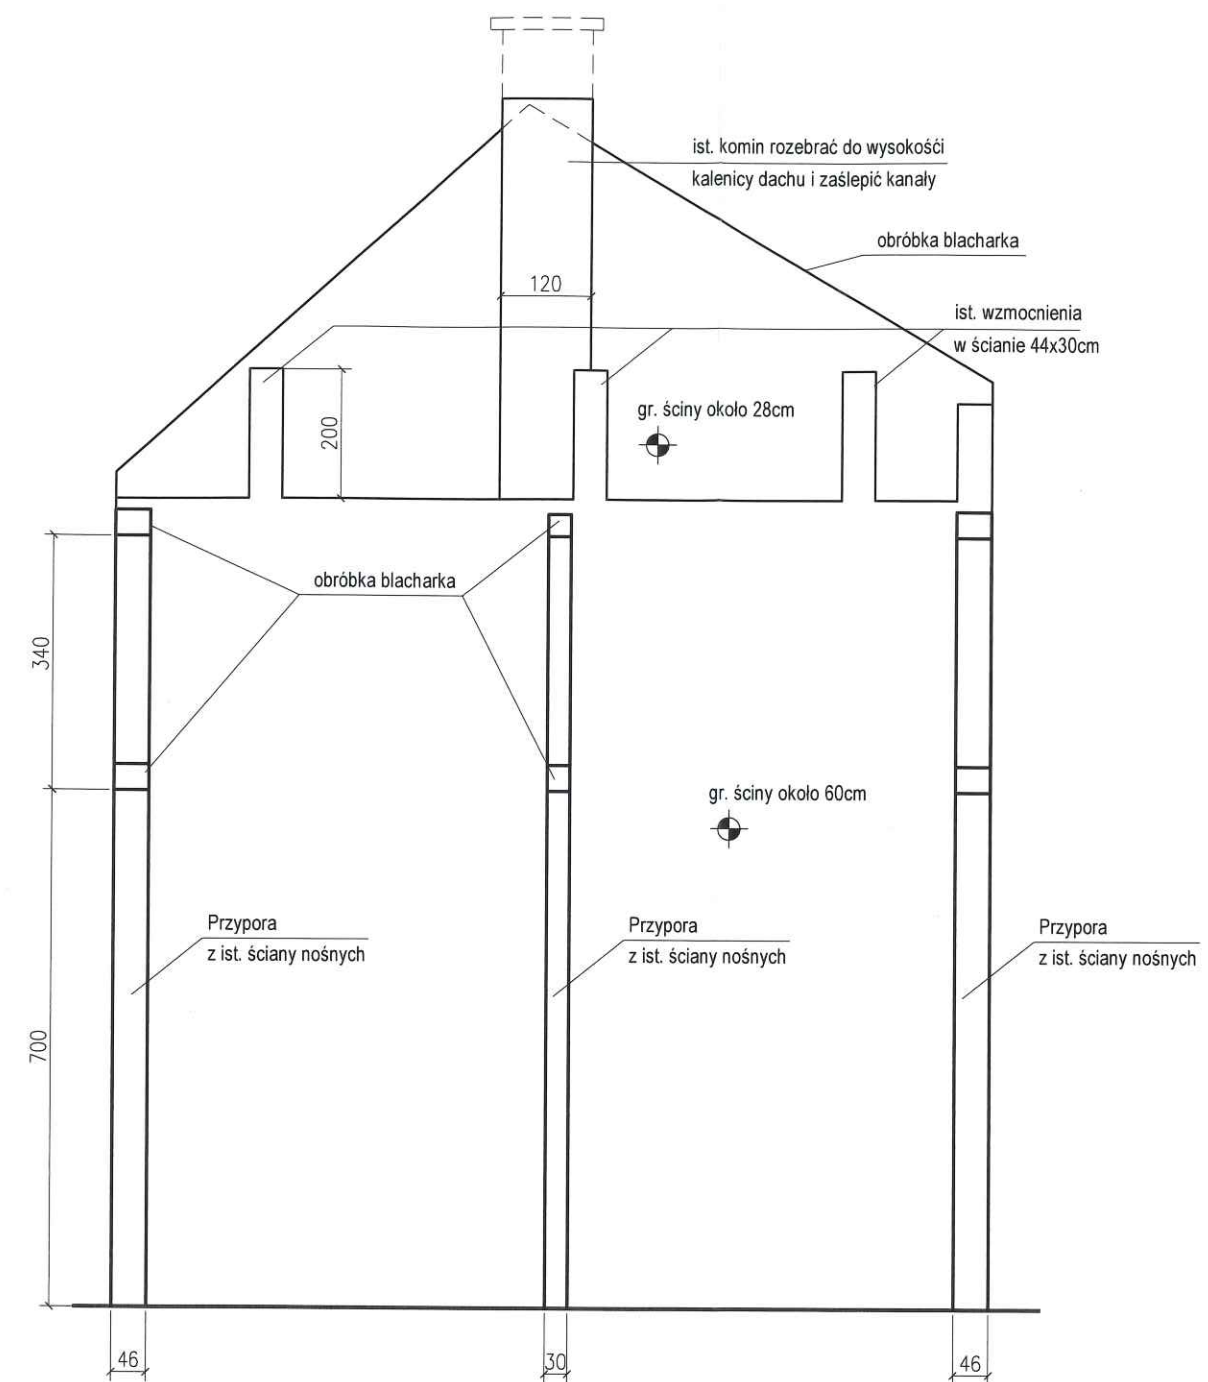 ist. komin rozebrać do wysokośći
kalenicy dachu i zaślepić kanały
obróbka blacharka
120
ist. wzmocnienia
w ścianie 44x30cm
gr. ściny około 28cm
200
obróbka blacharka
340
gr. ściny około 60cm
Przypora
z ist. ściany nośnych
Przypora
z ist. ściany nośnych
Przypora
z ist. ściany nośnych
700
46
30
46